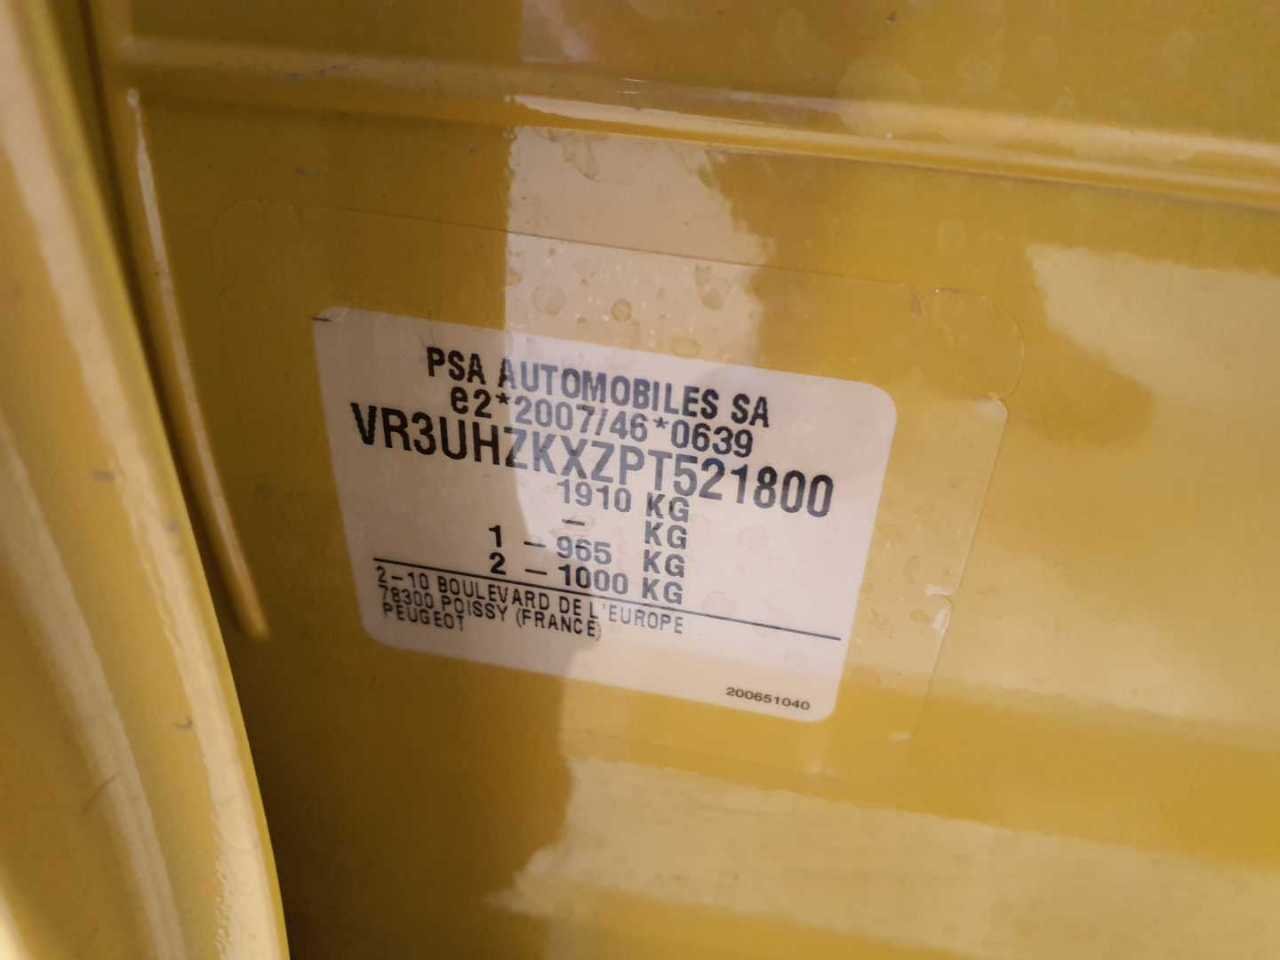 PSA AUTOMOBILES SA
e2*2007/46*0639
VR3UHZKXZPT521800
1910 KG
– KG
1 – 965 KG
2 – 1000 KG
2–10 BOULEVARD DE L'EUROPE
78300 POISSY (FRANCE)
PEUGEOT
200651040